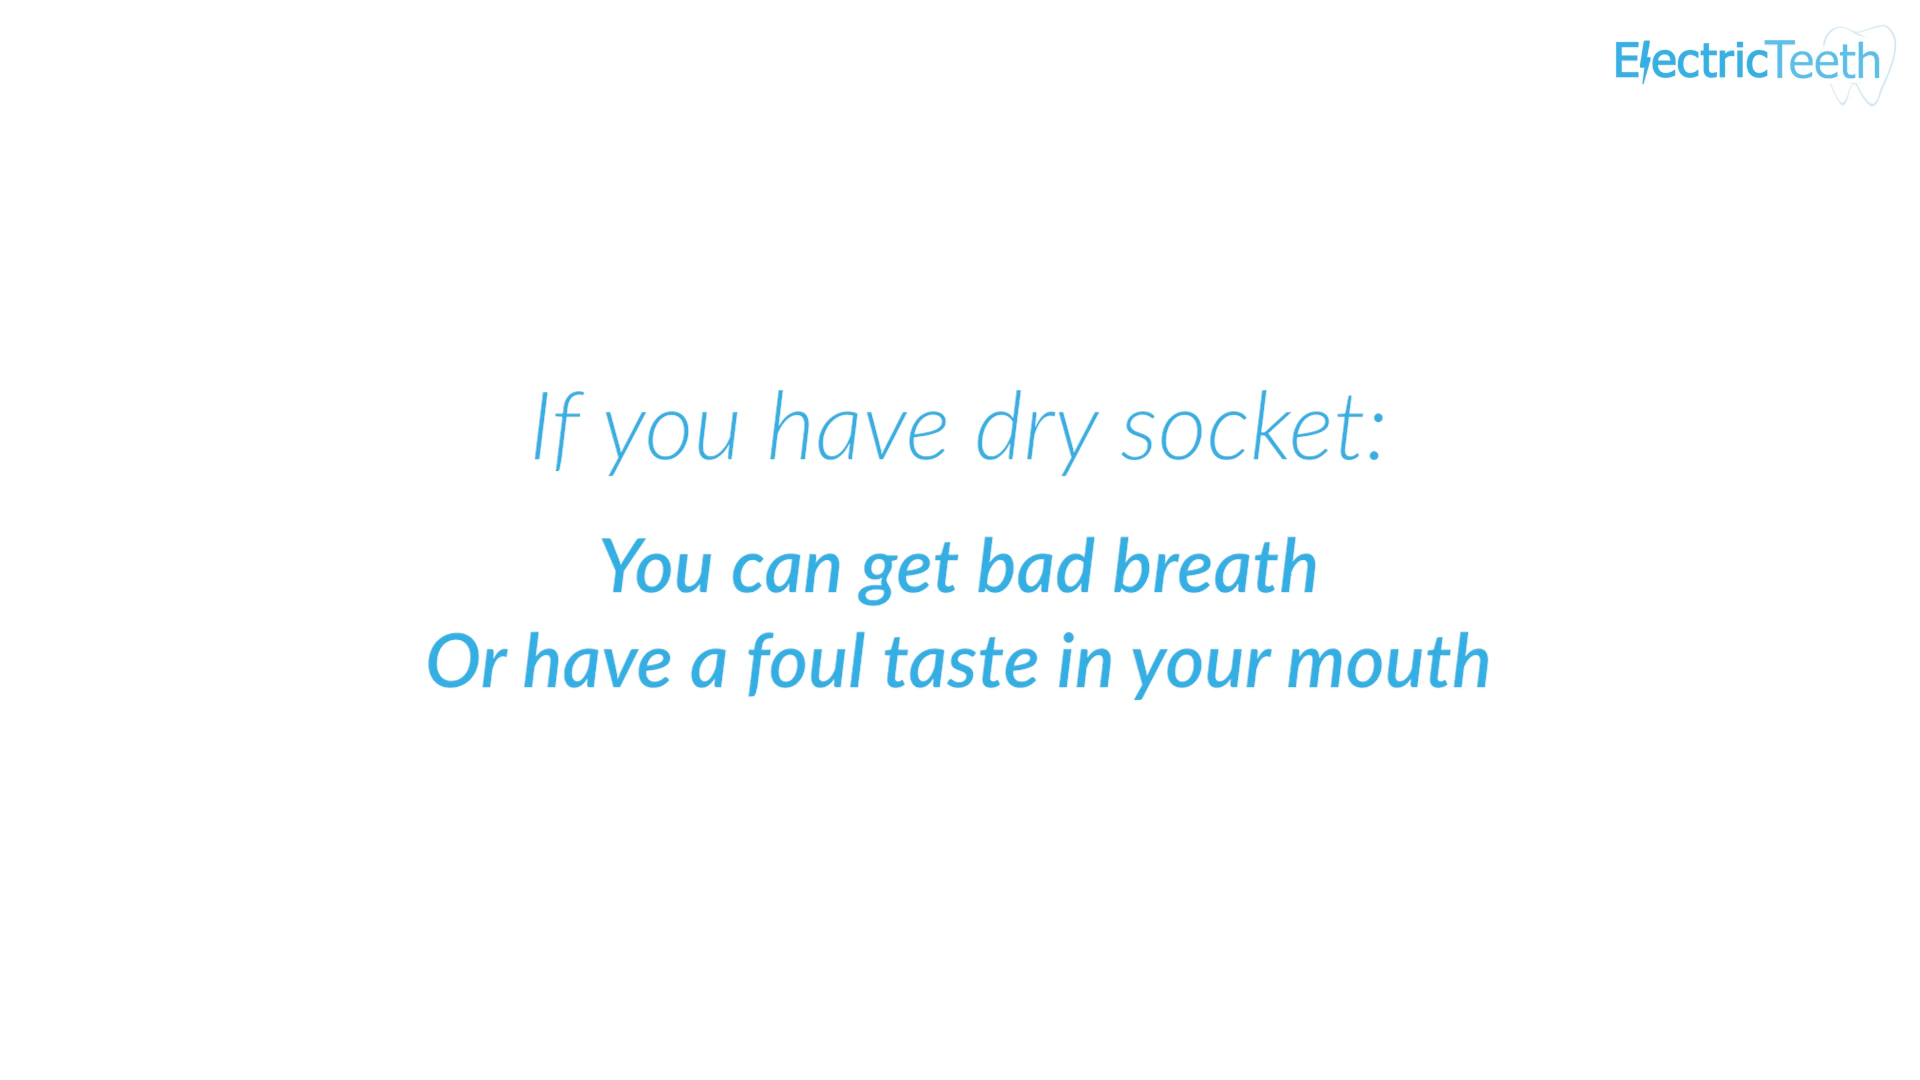 ElectricTeeth
If you have dry socket:
You can get bad breath
Or have a foul taste in your mouth